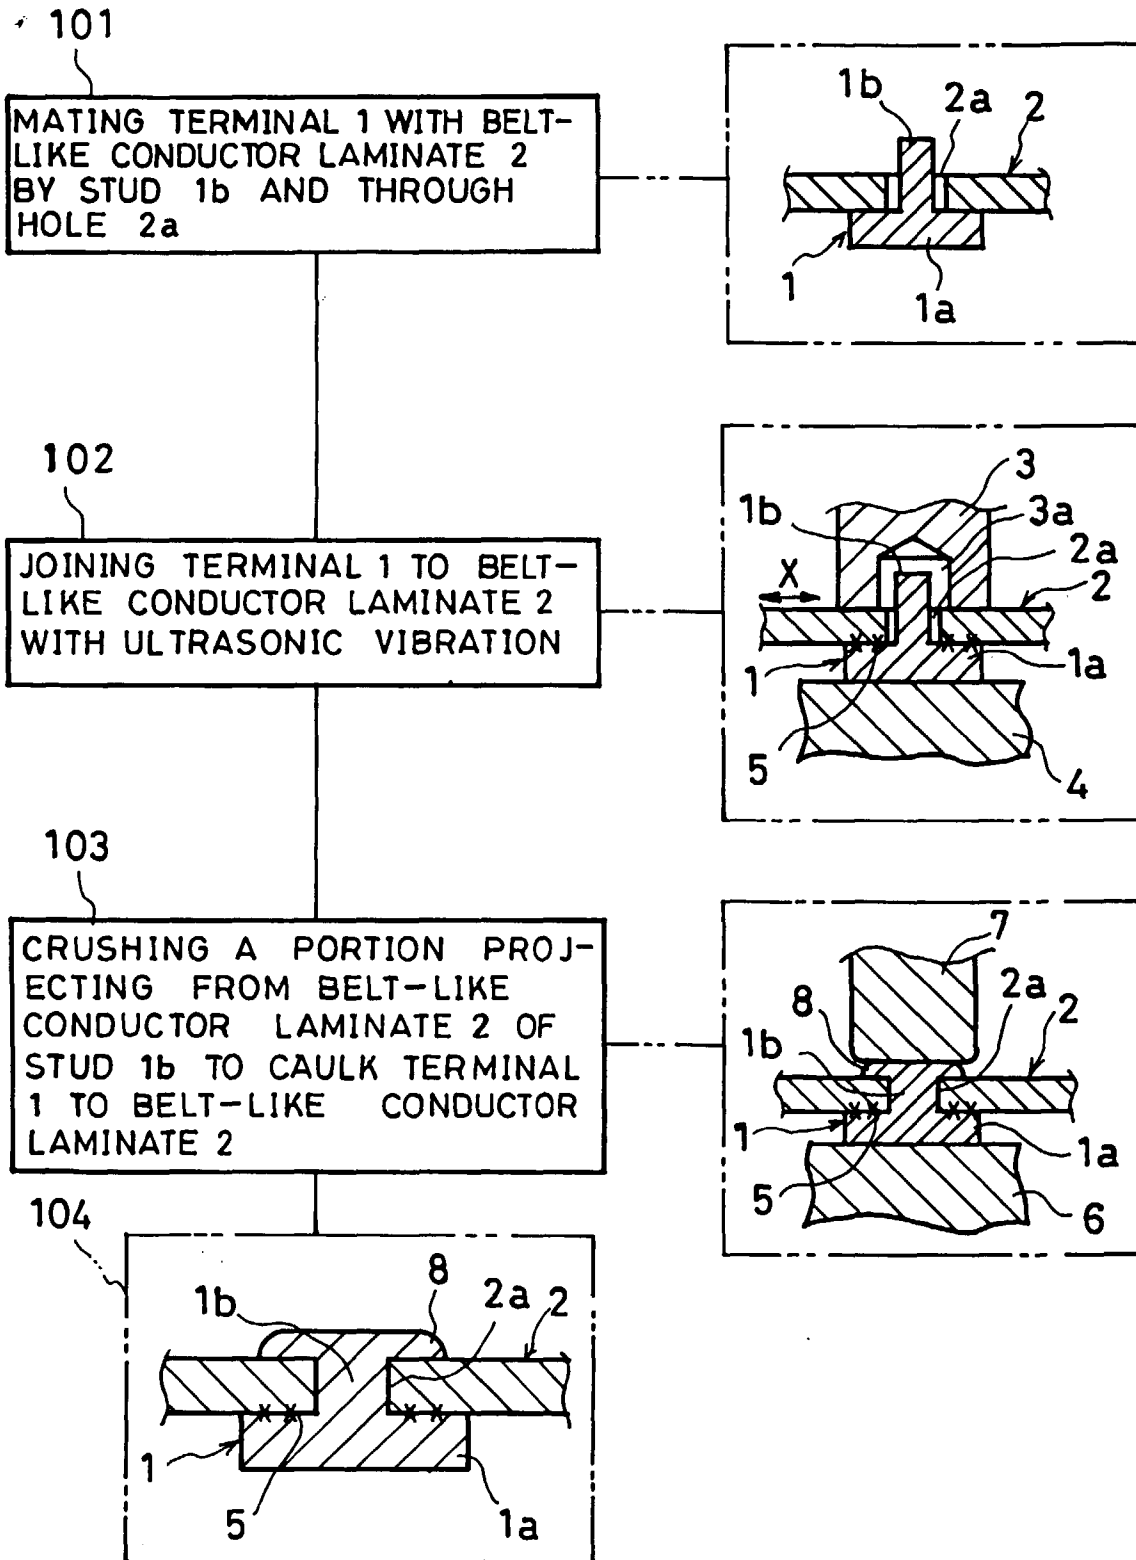 101
MATING TERMINAL 1 WITH BELT-
LIKE CONDUCTOR LAMINATE 2
BY STUD 1b AND THROUGH
HOLE 2a
1b
2a
2
1
1a
102
JOINING TERMINAL 1 TO BELT-
LIKE CONDUCTOR LAMINATE 2
WITH ULTRASONIC VIBRATION
3
1b
3a
2a
X
2
1
1a
5
4
103
CRUSHING A PORTION PROJ-
ECTING FROM BELT-LIKE
CONDUCTOR LAMINATE 2 OF
STUD 1b TO CAULK TERMINAL
1 TO BELT-LIKE CONDUCTOR
LAMINATE 2
7
8
2a
2
1b
1
1a
5
6
104
1b
8
2a
2
1
5
1a